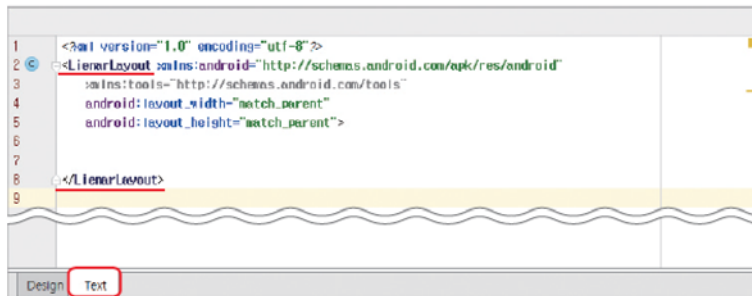 1 <?xml version="1.0" encoding="utf-8"?>
2 C <LienarLayout xmlns:android="http://schemas.android.com/apk/res/android"
3 xmlns:tools="http://schemas.android.com/tools"
4 android:layout_width="match_parent"
5 android:layout_height="match_parent">
6
7
8 </LienarLayout>
9
Design Text